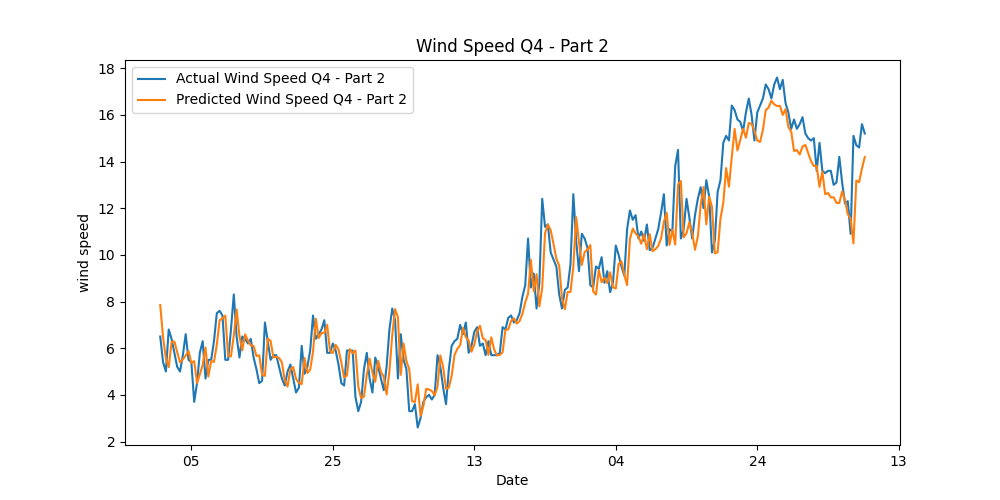 Wind Speed Q4 - Part 2
Actual Wind Speed Q4 - Part 2
Predicted Wind Speed Q4 - Part 2
wind speed
18
16
14
12
10
8
6
4
2
05 25 13 04 24 13
Date